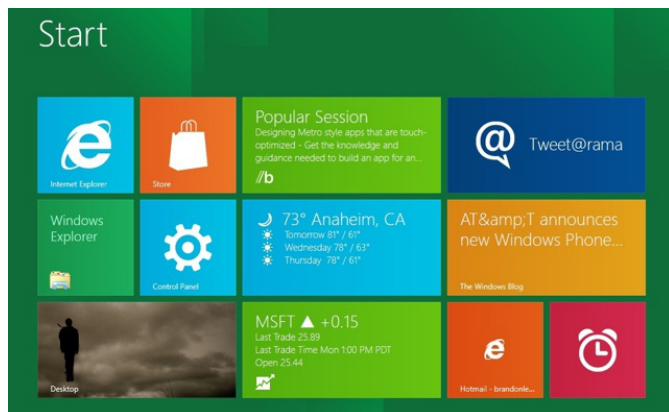 Start
Internet Explorer
Store
Popular Session
Designing Metro style apps that are touch-
optimized - Get the knowledge and
guidance needed to build an app for an...
//b
@ Tweet@rama
Windows
Explorer
Control Panel
73° Anaheim, CA
Tomorrow 81° / 61°
Wednesday 78° / 63°
Thursday 78° / 61°
AT&amp;T announces
new Windows Phone...
The Windows Blog
Desktop
MSFT ▲ +0.15
Last Trade 25.89
Last Trade Time Mon 1:00 PM PDT
Open 25.44
Hotmail - brandonle...